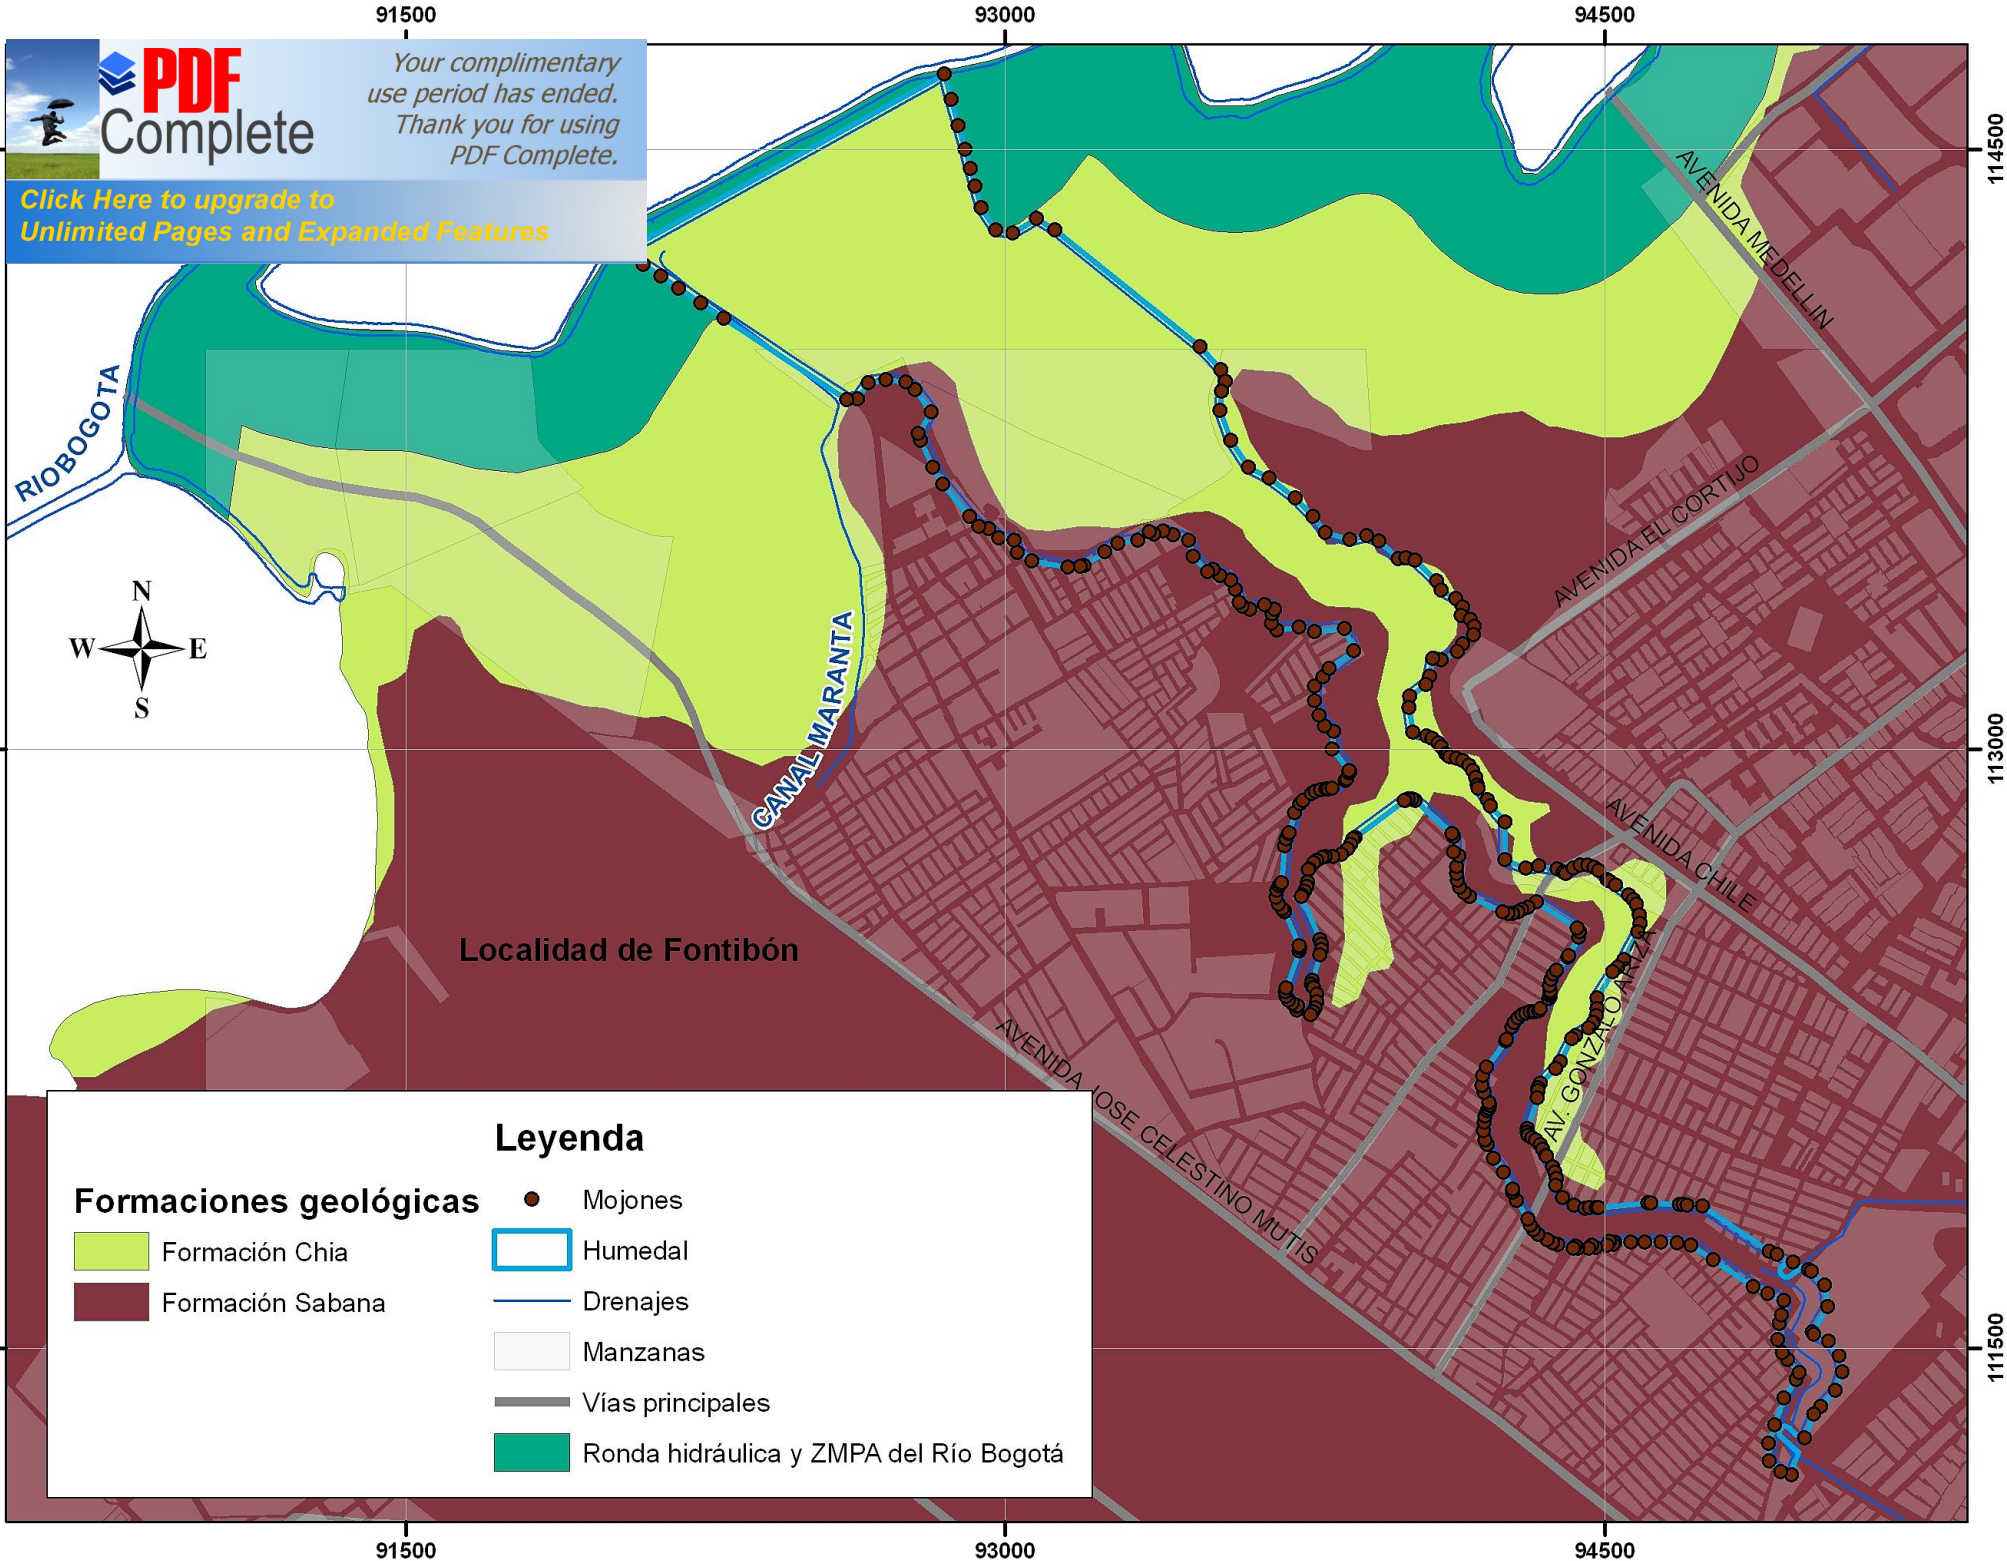 91500
93000
94500
PDF
Complete
Your complimentary
use period has ended.
Thank you for using
PDF Complete.
Click Here to upgrade to
Unlimited Pages and Expanded Features
114500
AVENIDA MEDELLIN
RIOBOGOTA
AVENIDA EL CORTIJO
N
W
E
S
CANAL MARANTA
113000
AVENIDA CHILE
Localidad de Fontibón
AV. GONZALO ARIZA
AVENIDA JOSE CELESTINO MUTIS
Leyenda
Formaciones geológicas
Formación Chia
Formación Sabana
Mojones
Humedal
Drenajes
Manzanas
Vías principales
Ronda hidráulica y ZMPA del Río Bogotá
111500
91500
93000
94500